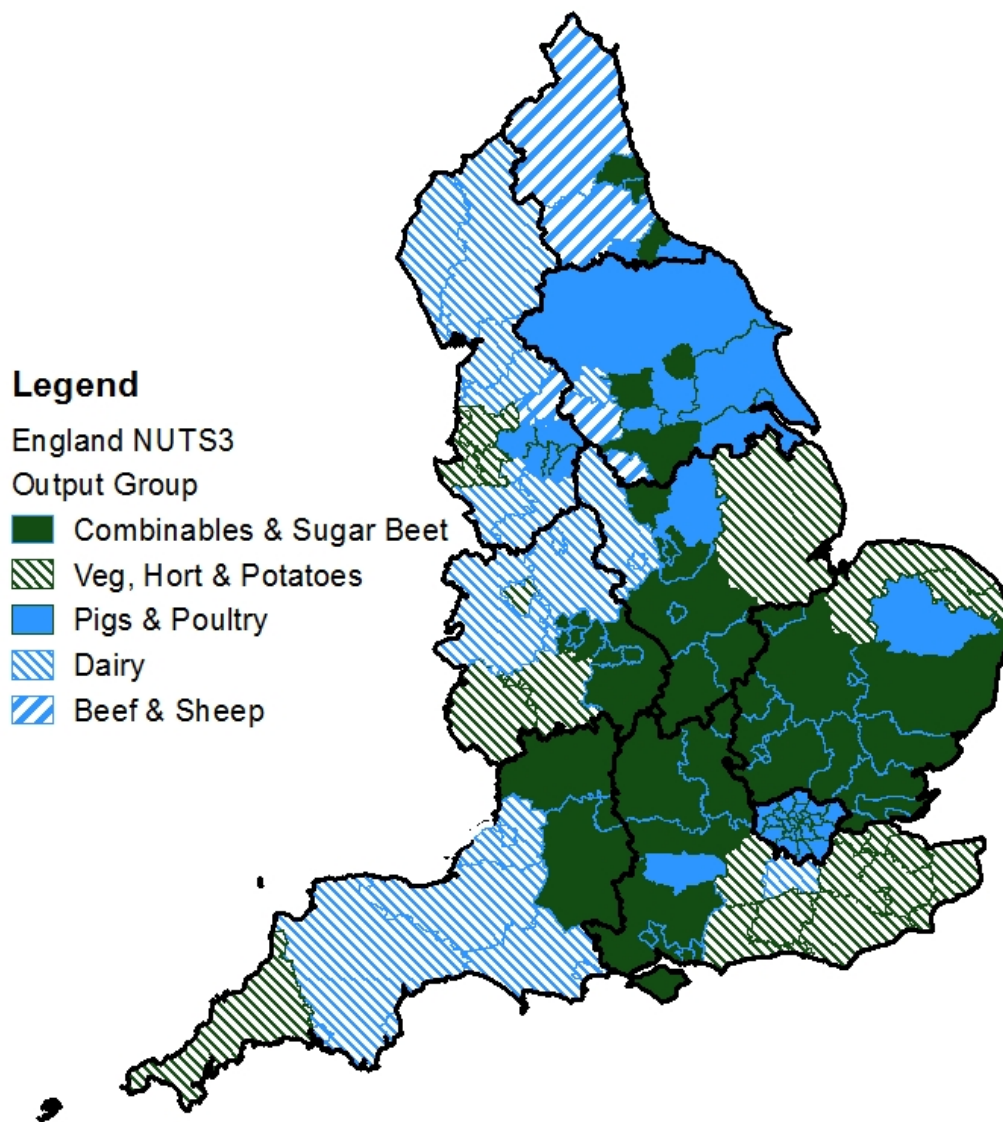 Legend
England NUTS3
Output Group
Combinables & Sugar Beet
Veg, Hort & Potatoes
Pigs & Poultry
Dairy
Beef & Sheep